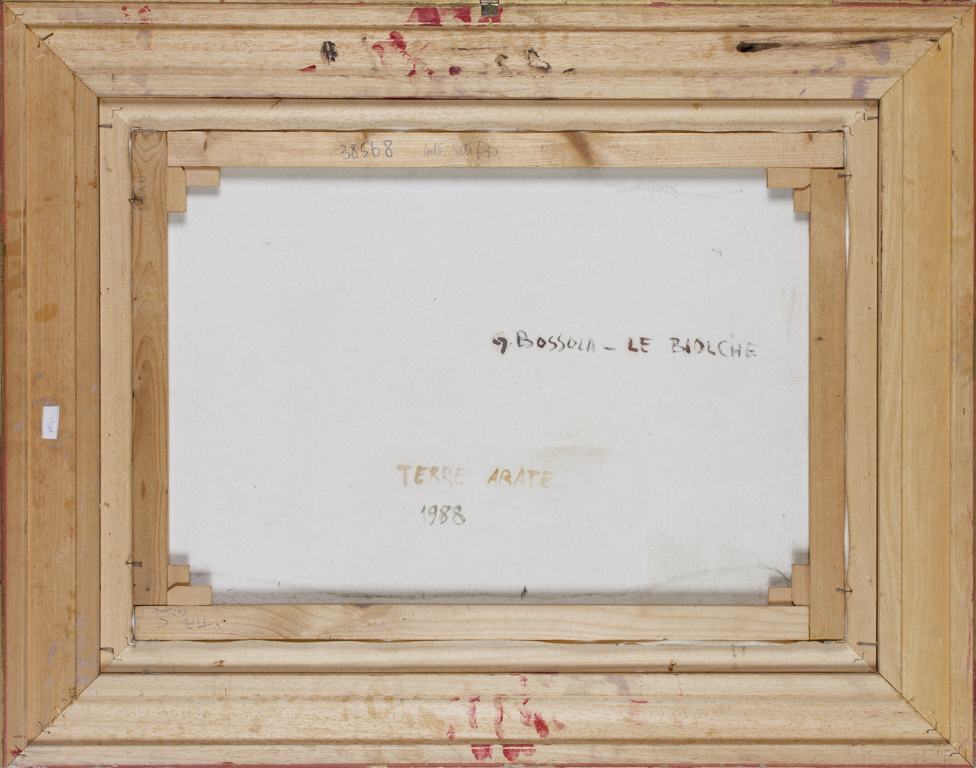 38568
G. BOSSOLA - LE BIOLCHE
TERRE ARATE
1988